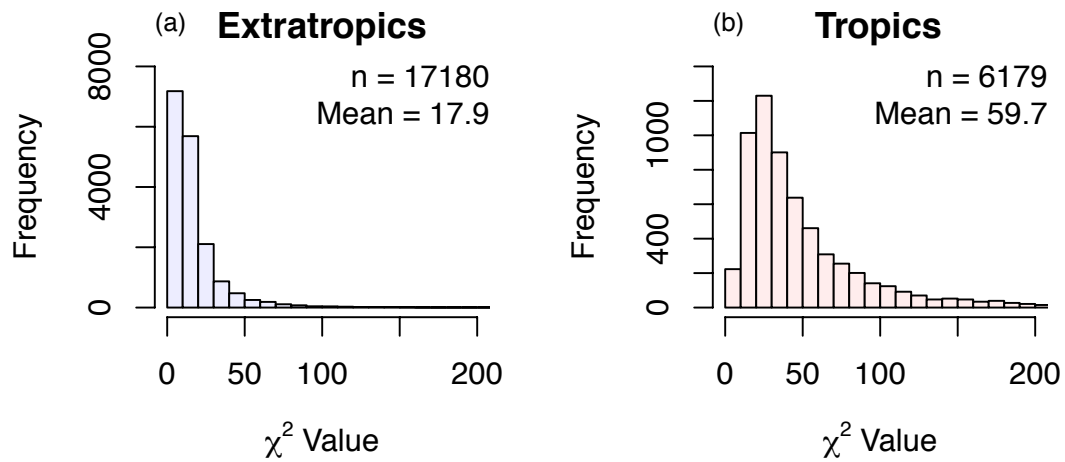 (a) Extratropics
n = 17180
Mean = 17.9
Frequency
8000
4000
0
0 50 100 200
χ² Value
(b) Tropics
n = 6179
Mean = 59.7
Frequency
1000
400
0
0 50 100 200
χ² Value